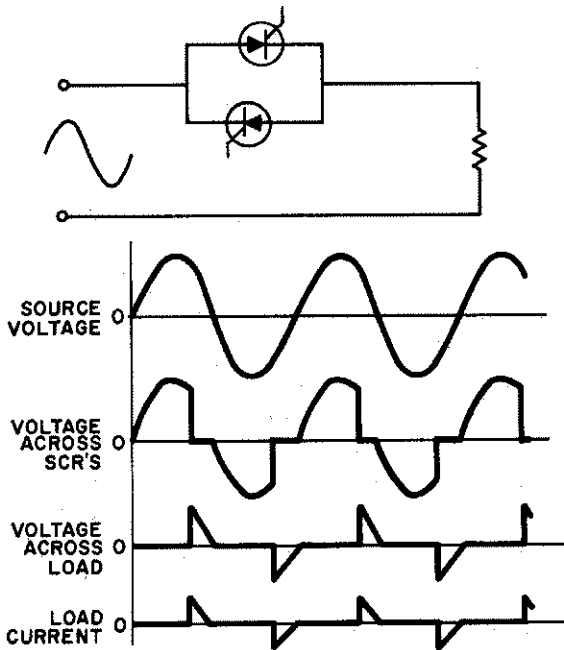 SOURCE
VOLTAGE 0
VOLTAGE
ACROSS 0
SCR'S
VOLTAGE
ACROSS 0
LOAD
LOAD 0
CURRENT